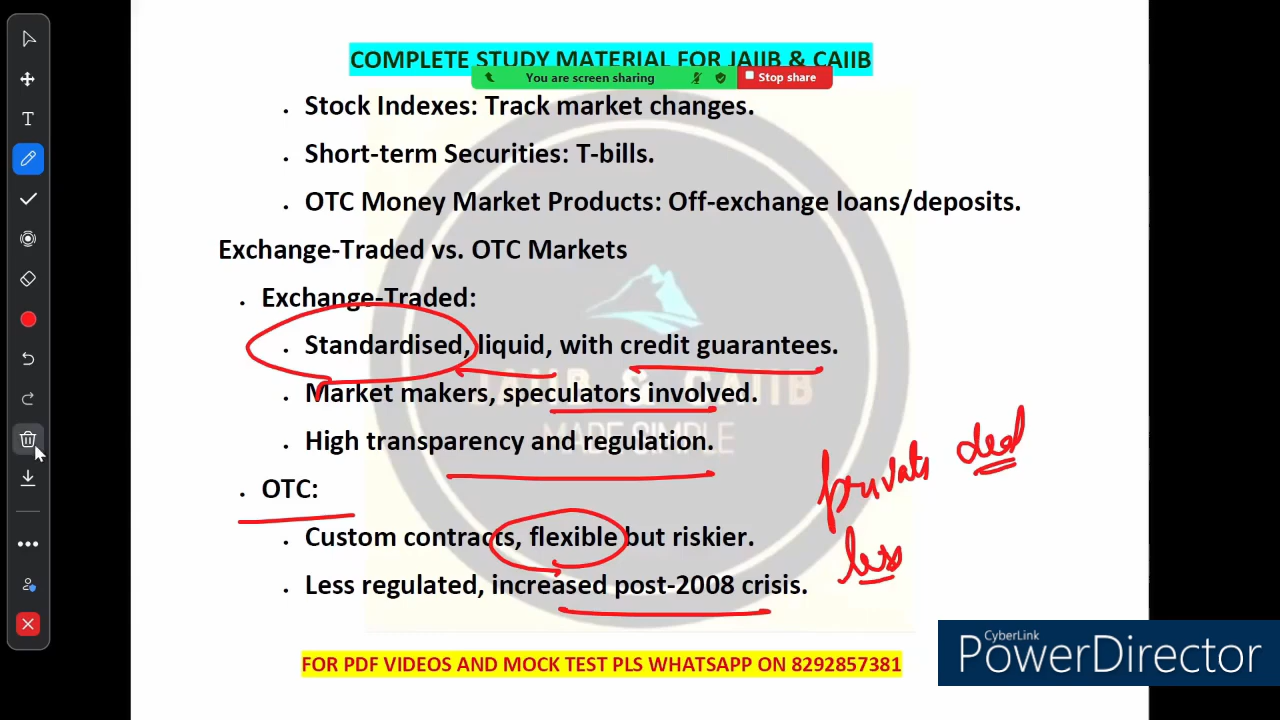 COMPLETE STUDY MATERIAL FOR JAIIB & CAIIB
You are screen sharing
Stop share
• Stock Indexes: Track market changes.
• Short-term Securities: T-bills.
• OTC Money Market Products: Off-exchange loans/deposits.
Exchange-Traded vs. OTC Markets
• Exchange-Traded:
• Standardised, liquid, with credit guarantees.
JAIIB & CAIIB
• Market makers, speculators involved.
MADE SIMPLE
• High transparency and regulation.
private deal
• OTC:
• Custom contracts, flexible but riskier.
less
• Less regulated, increased post-2008 crisis.
FOR PDF VIDEOS AND MOCK TEST PLS WHATSAPP ON 8292857381
CyberLink
PowerDirector